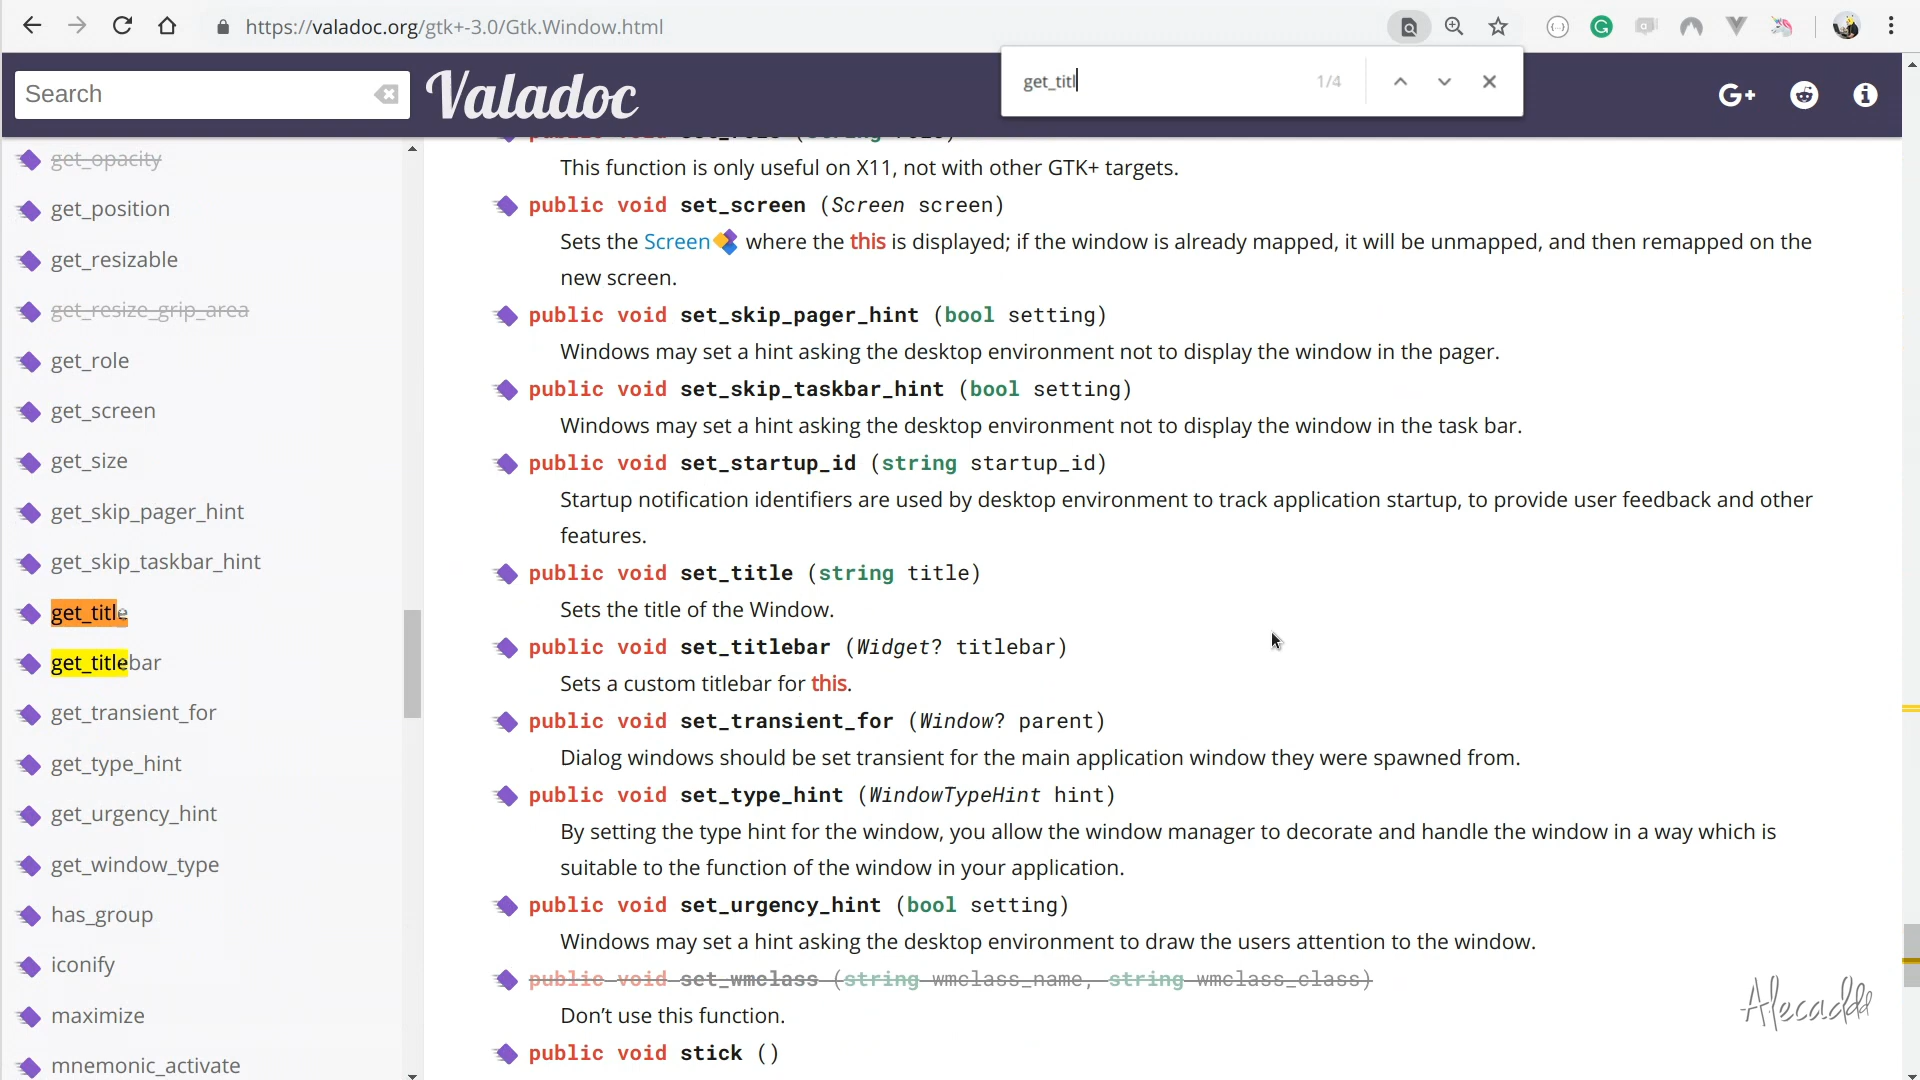 https://valadoc.org/gtk+-3.0/Gtk.Window.html
get_titl
1/4
Search
Valadoc
G+
get_opacity
get_position
get_resizable
get_resize_grip_area
get_role
get_screen
get_size
get_skip_pager_hint
get_skip_taskbar_hint
get_title
get_titlebar
get_transient_for
get_type_hint
get_urgency_hint
get_window_type
has_group
iconify
maximize
mnemonic_activate
public void set_role (string role)
This function is only useful on X11, not with other GTK+ targets.
public void set_screen (Screen screen)
Sets the Screen where the this is displayed; if the window is already mapped, it will be unmapped, and then remapped on the
new screen.
public void set_skip_pager_hint (bool setting)
Windows may set a hint asking the desktop environment not to display the window in the pager.
public void set_skip_taskbar_hint (bool setting)
Windows may set a hint asking the desktop environment not to display the window in the task bar.
public void set_startup_id (string startup_id)
Startup notification identifiers are used by desktop environment to track application startup, to provide user feedback and other
features.
public void set_title (string title)
Sets the title of the Window.
public void set_titlebar (Widget? titlebar)
Sets a custom titlebar for this.
public void set_transient_for (Window? parent)
Dialog windows should be set transient for the main application window they were spawned from.
public void set_type_hint (WindowTypeHint hint)
By setting the type hint for the window, you allow the window manager to decorate and handle the window in a way which is
suitable to the function of the window in your application.
public void set_urgency_hint (bool setting)
Windows may set a hint asking the desktop environment to draw the users attention to the window.
public void set_wmclass (string wmclass_name, string wmclass_class)
Don't use this function.
public void stick ()
Alecaddd